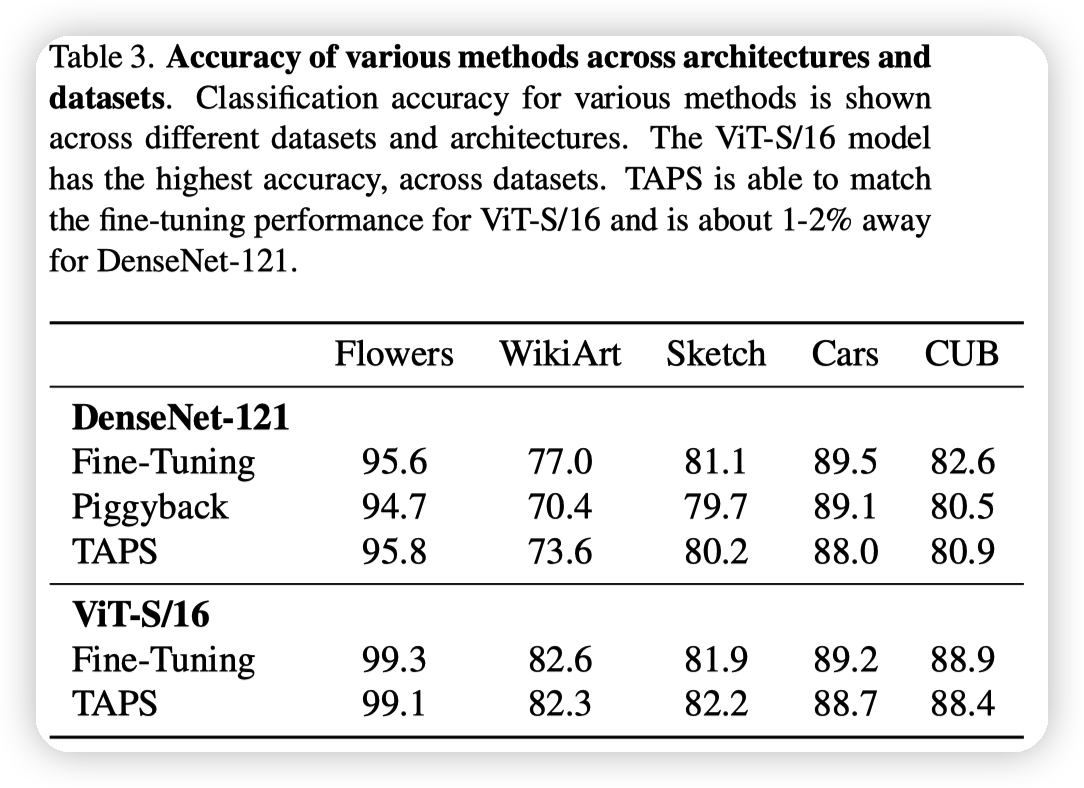 Table 3. Accuracy of various methods across architectures and
datasets. Classification accuracy for various methods is shown
across different datasets and architectures. The ViT-S/16 model
has the highest accuracy, across datasets. TAPS is able to match
the fine-tuning performance for ViT-S/16 and is about 1-2% away
for DenseNet-121.
Flowers WikiArt Sketch Cars CUB
DenseNet-121
Fine-Tuning 95.6 77.0 81.1 89.5 82.6
Piggyback 94.7 70.4 79.7 89.1 80.5
TAPS 95.8 73.6 80.2 88.0 80.9
ViT-S/16
Fine-Tuning 99.3 82.6 81.9 89.2 88.9
TAPS 99.1 82.3 82.2 88.7 88.4